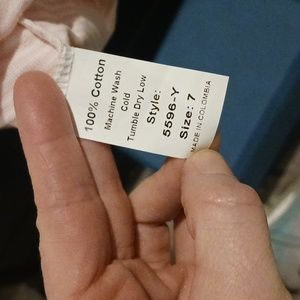 100% Cotton
Machine Wash
Cold
Tumble Dry Low
Style:
5596-Y
Size: 7
MADE IN COLOMBIA